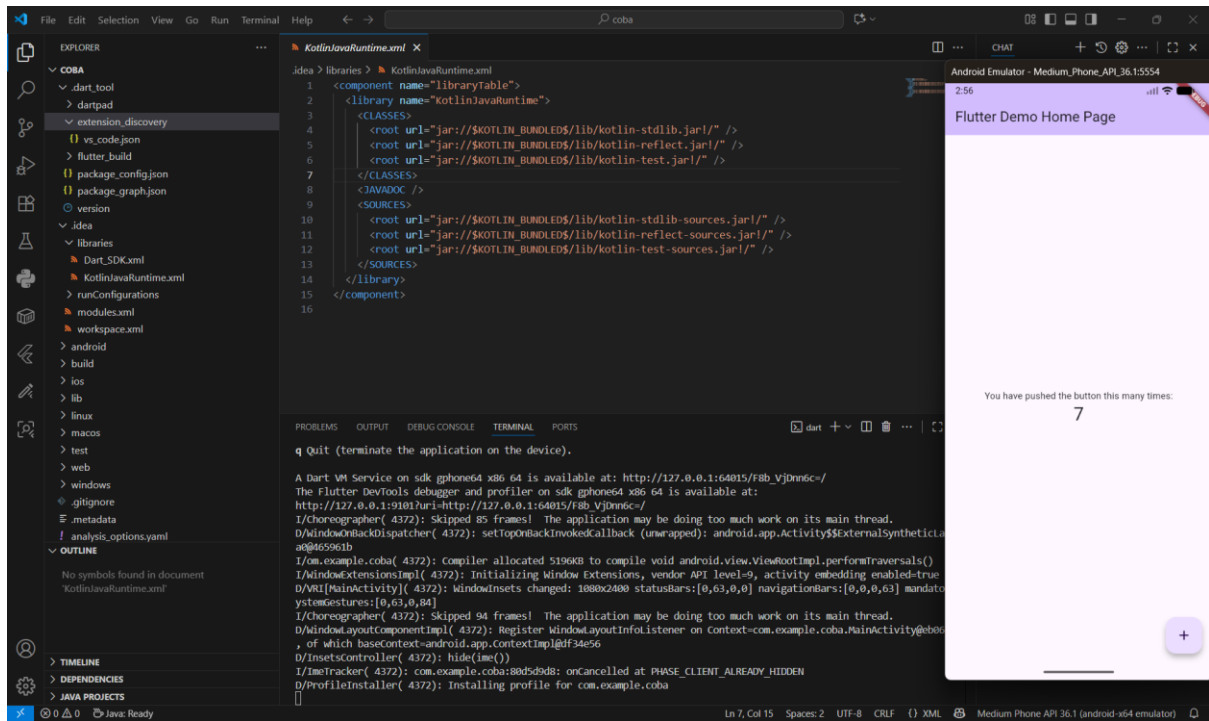 File Edit Selection View Go Run Terminal Help
coba
EXPLORER
COBA
.dart_tool
dartpad
extension_discovery
{} vs_code.json
flutter_build
{} package_config.json
{} package_graph.json
version
.idea
libraries
Dart_SDK.xml
KotlinJavaRuntime.xml
runConfigurations
modules.xml
workspace.xml
android
build
ios
lib
linux
macos
test
web
windows
.gitignore
.metadata
! analysis_options.yaml
OUTLINE
No symbols found in document
'KotlinJavaRuntime.xml'
TIMELINE
DEPENDENCIES
JAVA PROJECTS
KotlinJavaRuntime.xml
.idea > libraries > KotlinJavaRuntime.xml
1 <component name="libraryTable">
2 <library name="KotlinJavaRuntime">
3 <CLASSES>
4 <root url="jar://$KOTLIN_BUNDLED$/lib/kotlin-stdlib.jar!/" />
5 <root url="jar://$KOTLIN_BUNDLED$/lib/kotlin-reflect.jar!/" />
6 <root url="jar://$KOTLIN_BUNDLED$/lib/kotlin-test.jar!/" />
7 </CLASSES>
8 <JAVADOC />
9 <SOURCES>
10 <root url="jar://$KOTLIN_BUNDLED$/lib/kotlin-stdlib-sources.jar!/" />
11 <root url="jar://$KOTLIN_BUNDLED$/lib/kotlin-reflect-sources.jar!/" />
12 <root url="jar://$KOTLIN_BUNDLED$/lib/kotlin-test-sources.jar!/" />
13 </SOURCES>
14 </library>
15 </component>
16
PROBLEMS OUTPUT DEBUG CONSOLE TERMINAL PORTS
dart
q Quit (terminate the application on the device).
A Dart VM Service on sdk gphone64 x86 64 is available at: http://127.0.0.1:64015/F8b_VjDnn6c=/
The Flutter DevTools debugger and profiler on sdk gphone64 x86 64 is available at:
http://127.0.0.1:9101?uri=http://127.0.0.1:64015/F8b_VjDnn6c=/
I/Choreographer( 4372): Skipped 85 frames! The application may be doing too much work on its main thread.
D/WindowOnBackDispatcher( 4372): setTopOnBackInvokedCallback (unwrapped): android.app.Activity$$ExternalSyntheticLa
a0@465961b
I/om.example.coba( 4372): Compiler allocated 5196KB to compile void android.view.ViewRootImpl.performTraversals()
I/WindowExtensionsImpl( 4372): Initializing Window Extensions, vendor API level=9, activity embedding enabled=true
D/VRI[MainActivity]( 4372): WindowInsets changed: 1080x2400 statusBars:[0,63,0,0] navigationBars:[0,0,0,63] mandato
ystemGestures:[0,63,0,84]
I/Choreographer( 4372): Skipped 94 frames! The application may be doing too much work on its main thread.
D/WindowLayoutComponentImpl( 4372): Register WindowLayoutInfoListener on Context=com.example.coba.MainActivity@eb06
, of which baseContext=android.app.ContextImpl@df34e56
D/InsetsController( 4372): hide(ime())
I/ImeTracker( 4372): com.example.coba:80d5d9d8: onCancelled at PHASE_CLIENT_ALREADY_HIDDEN
D/ProfileInstaller( 4372): Installing profile for com.example.coba
CHAT
Android Emulator - Medium_Phone_API_36.1:5554
2:56
DEBUG
Flutter Demo Home Page
You have pushed the button this many times:
7
+
0 0 Java: Ready
Ln 7, Col 15 Spaces: 2 UTF-8 CRLF {} XML Medium Phone API 36.1 (android-x64 emulator)